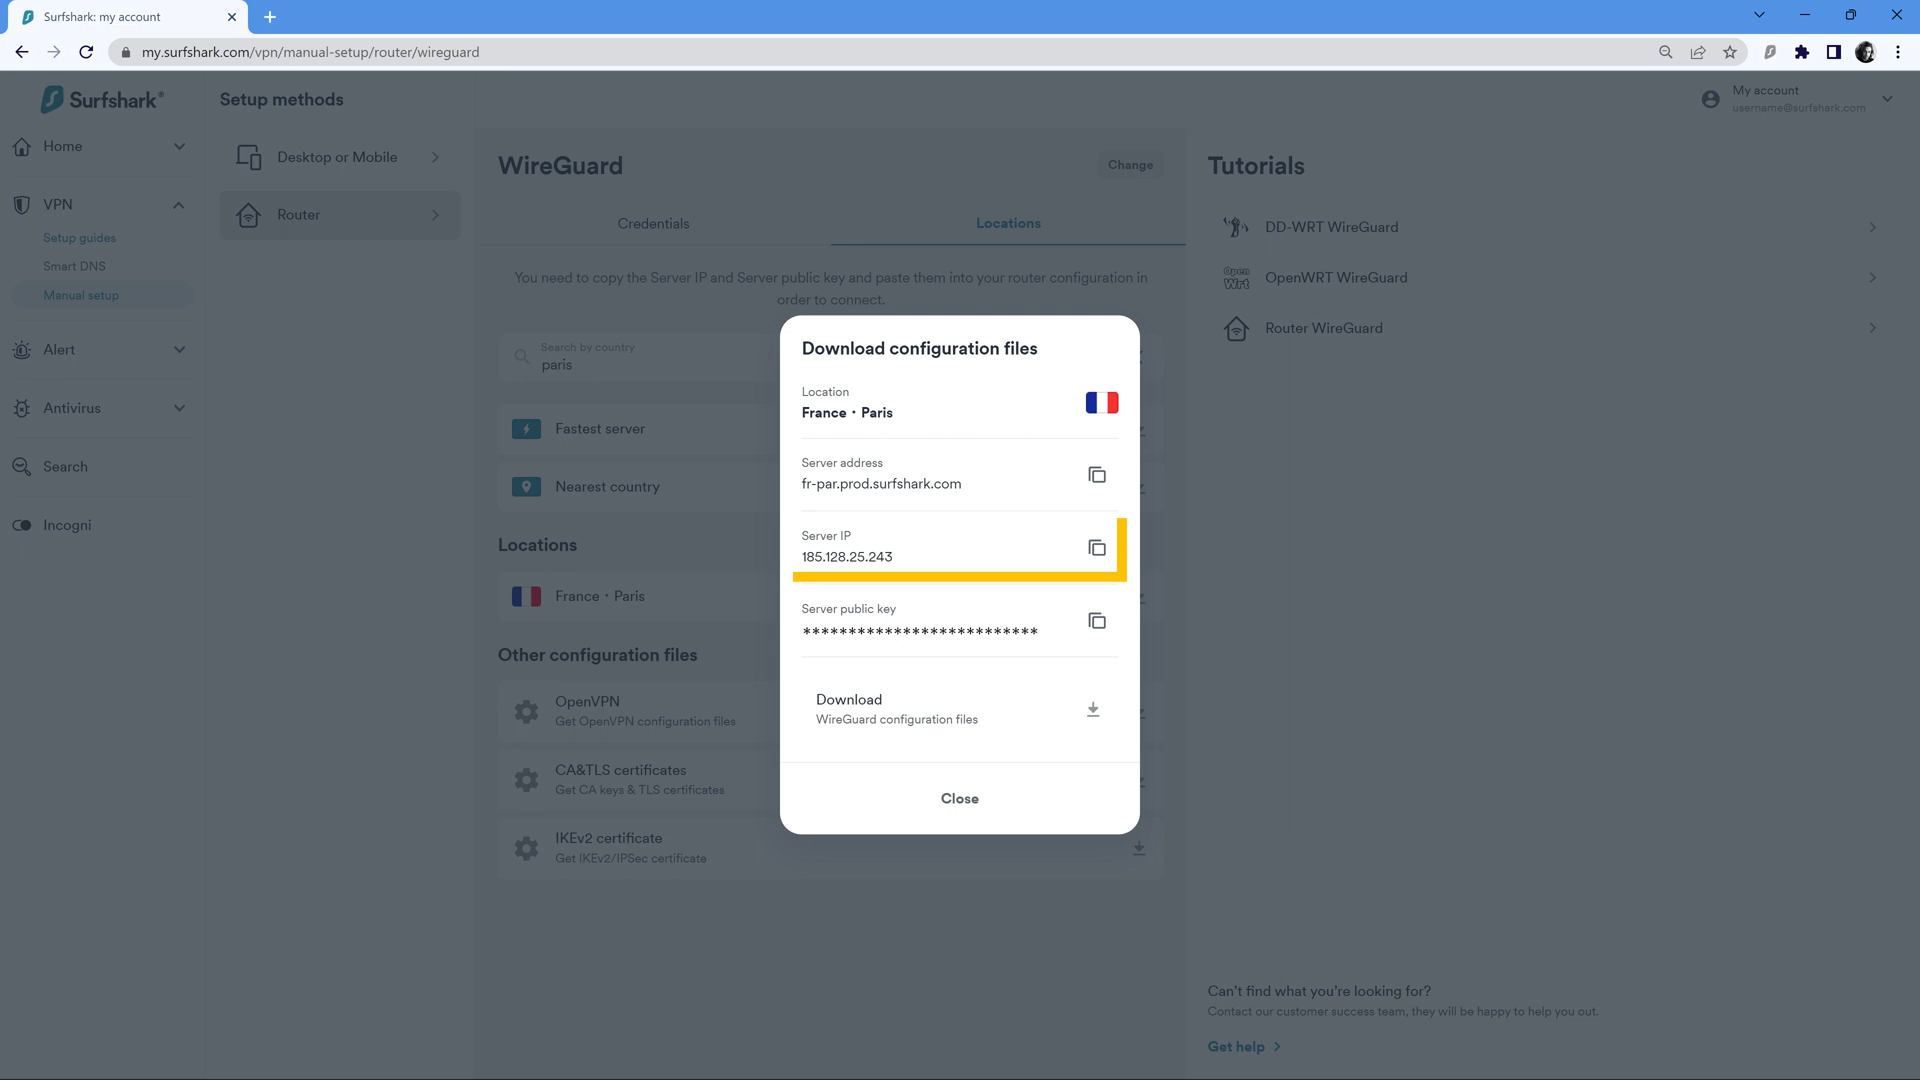 Surfshark: my account
my.surfshark.com/vpn/manual-setup/router/wireguard
Surfshark®
Home
VPN
Setup guides
Smart DNS
Manual setup
Alert
Antivirus
Search
Incogni
Setup methods
Desktop or Mobile
Router
My account
username@surfshark.com
WireGuard
Change
Credentials
Locations
You need to copy the Server IP and Server public key and paste them into your router configuration in
order to connect.
Search by country
paris
Fastest server
Nearest country
Locations
France • Paris
Other configuration files
OpenVPN
Get OpenVPN configuration files
CA&TLS certificates
Get CA keys & TLS certificates
IKEv2 certificate
Get IKEv2/IPSec certificate
Download configuration files
Location
France • Paris
Server address
fr-par.prod.surfshark.com
Server IP
185.128.25.243
Server public key
**************************
Download
WireGuard configuration files
Close
Tutorials
DD-WRT WireGuard
Open
Wrt
OpenWRT WireGuard
Router WireGuard
Can't find what you're looking for?
Contact our customer success team, they will be happy to help you out.
Get help